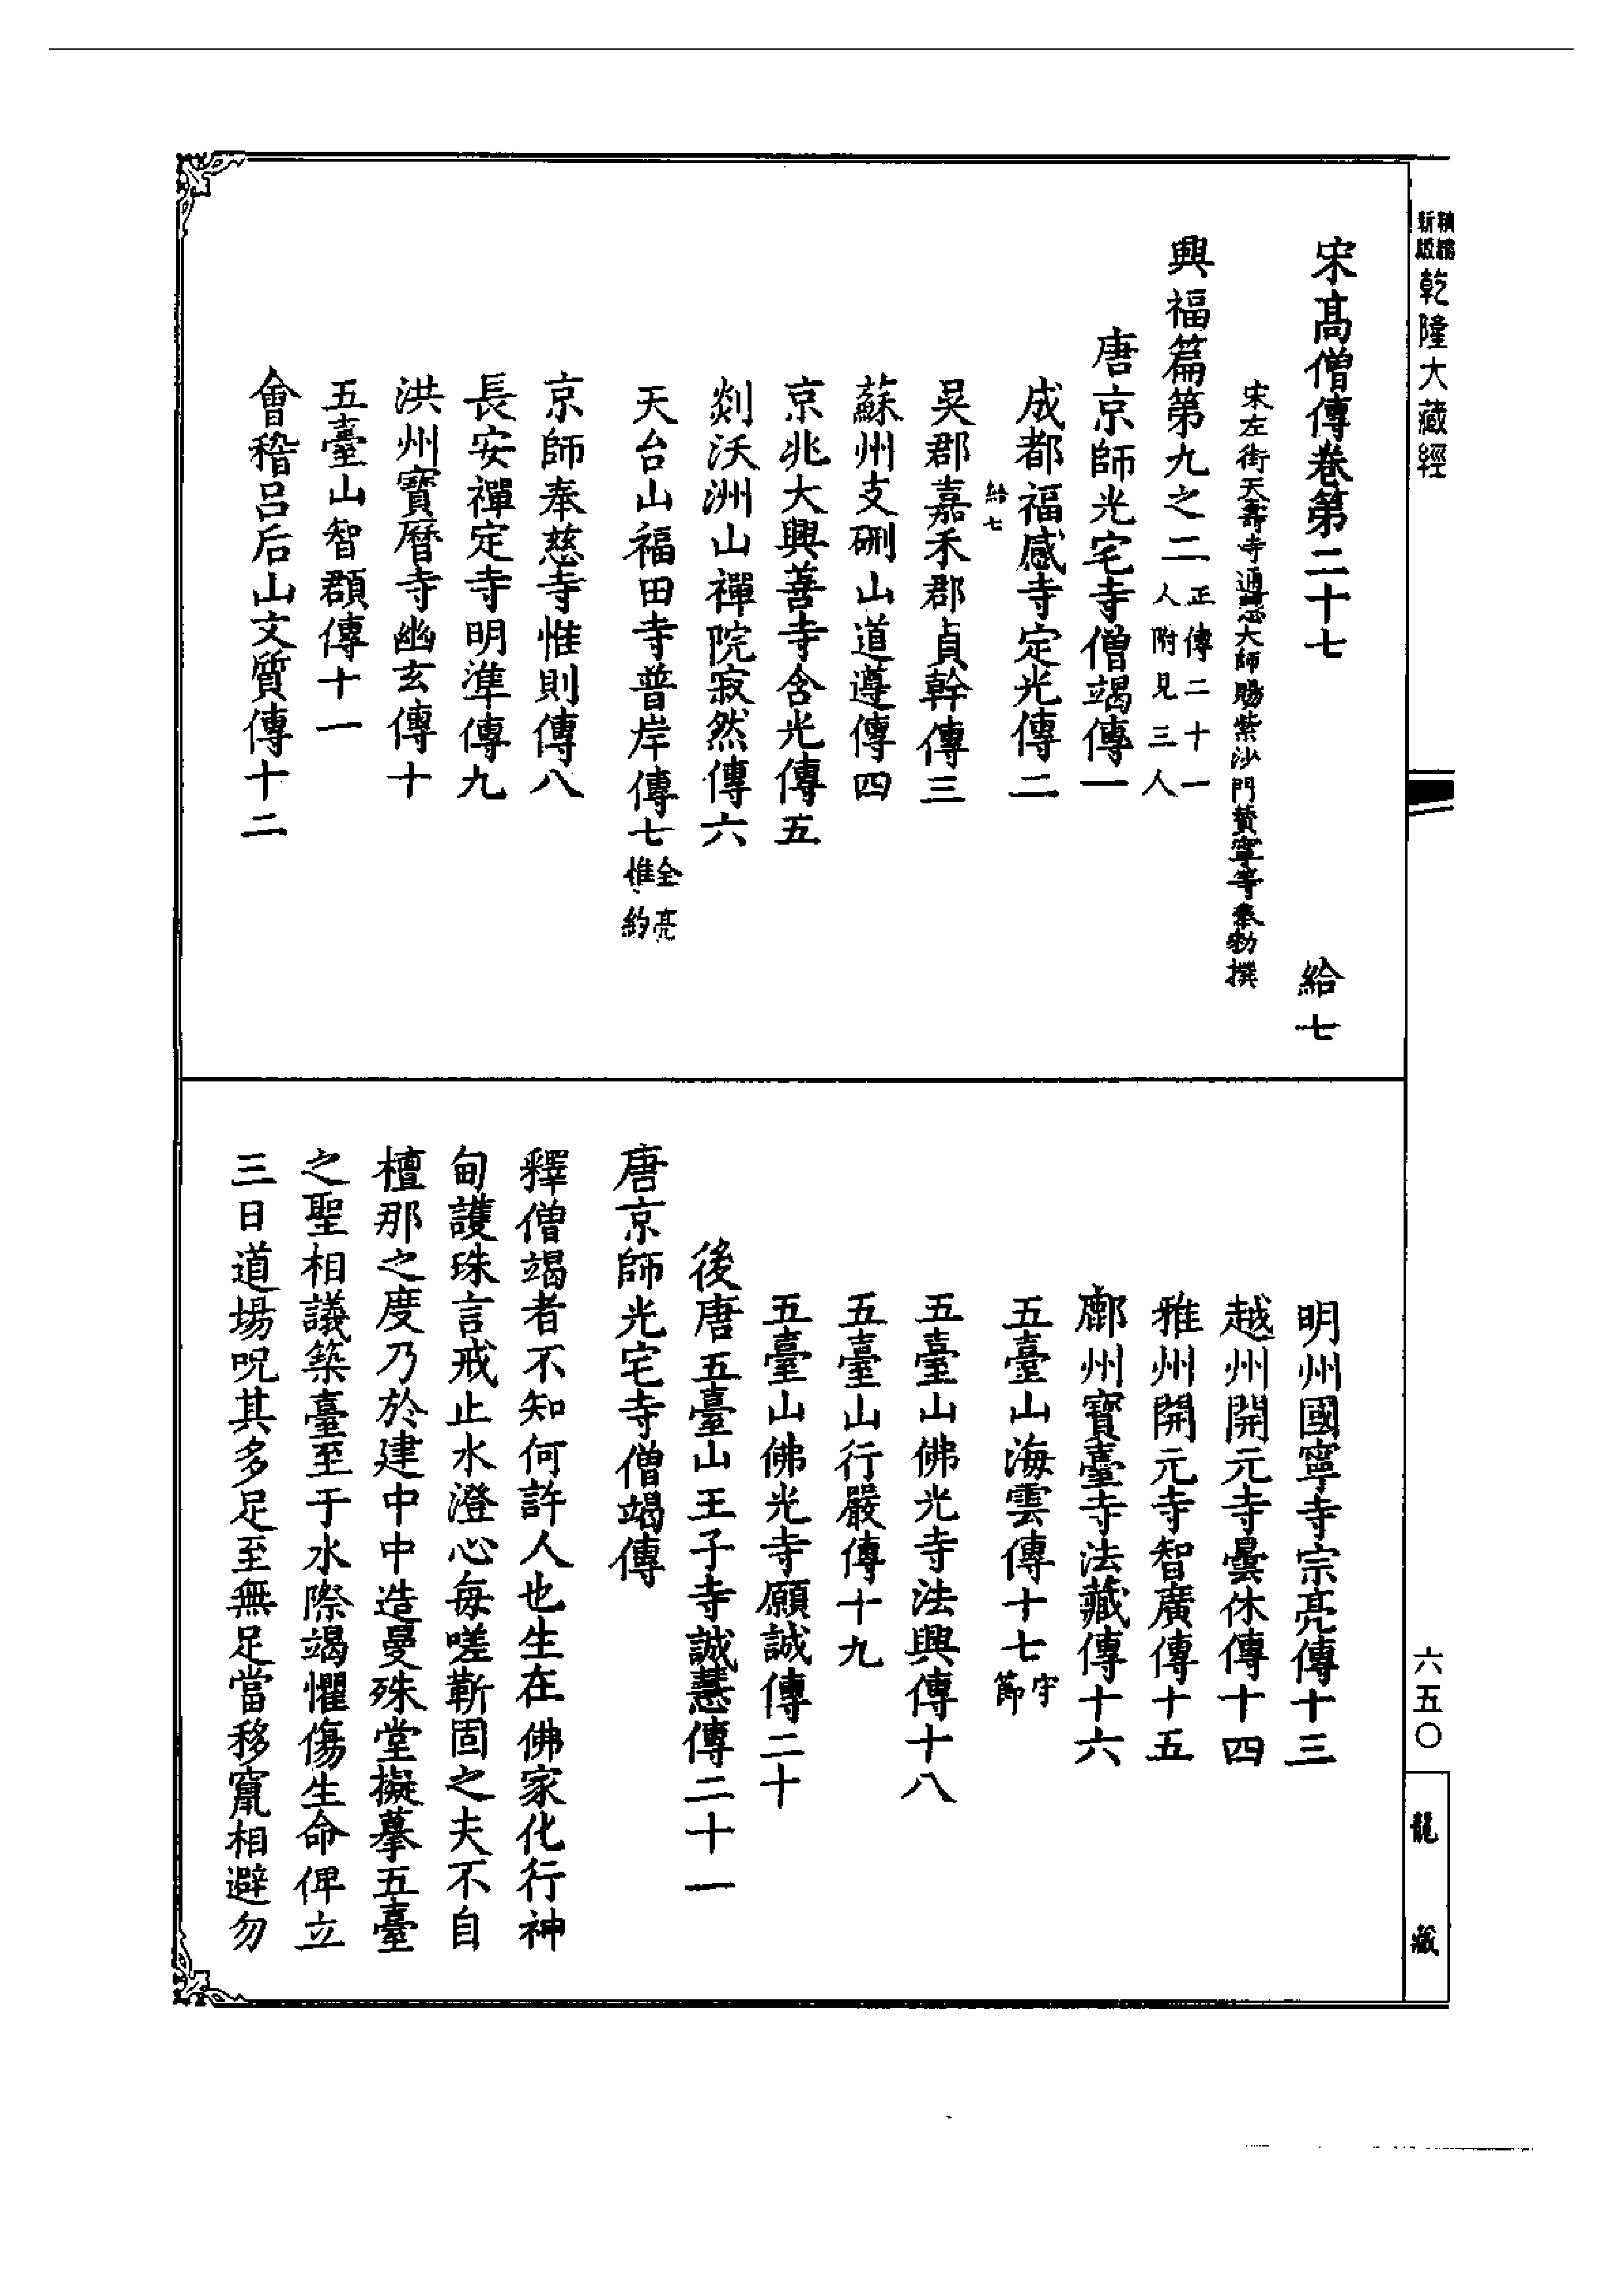 精縮新版乾隆大藏經
宋高僧傳卷第二十七　給七
宋左街天壽寺通慧大師賜紫沙門贊寧等奉勅撰
興福篇第九之二正傳二十一人附見三人
唐京師光宅寺僧竭傳一
成都福感寺定光傳二
給七
吳郡嘉禾郡貞幹傳三
蘇州支硎山道遵傳四
京兆大興善寺含光傳五
剡沃洲山禪院寂然傳六
天台山福田寺普岸傳七全亮惟約
京師奉慈寺惟則傳八
長安禪定寺明準傳九
洪州寶曆寺幽玄傳十
五臺山智頵傳十一
會稽呂后山文質傳十二
明州國寧寺宗亮傳十三
越州開元寺曇休傳十四
雅州開元寺智廣傳十五
鄜州寶臺寺法藏傳十六
五臺山海雲傳十七守節
五臺山佛光寺法興傳十八
五臺山行嚴傳十九
五臺山佛光寺願誠傳二十
後唐五臺山王子寺誠慧傳二十一
唐京師光宅寺僧竭傳
釋僧竭者不知何許人也生在佛家化行神
甸護珠言戒止水澄心每嗟靳固之夫不自
檀那之度乃於建中中造曼殊堂擬摹五臺
之聖相議築臺至于水際竭懼傷生命俾立
三日道場呪其多足至無足當移竄相避勿
六五〇
龍藏